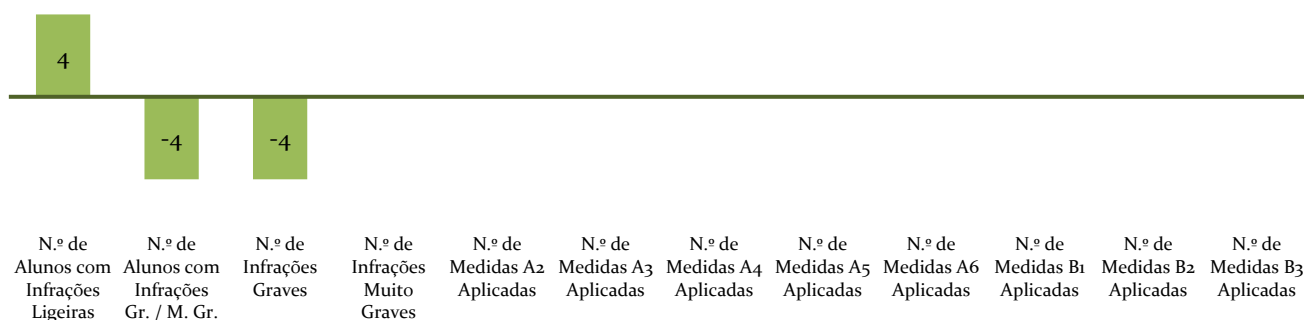 4
-4
-4
N.º de
Alunos com
Infrações
Ligeiras
N.º de
Alunos com
Infrações
Gr. / M. Gr.
N.º de
Infrações
Graves
N.º de
Infrações
Muito
Graves
N.º de
Medidas A2
Aplicadas
N.º de
Medidas A3
Aplicadas
N.º de
Medidas A4
Aplicadas
N.º de
Medidas A5
Aplicadas
N.º de
Medidas A6
Aplicadas
N.º de
Medidas B1
Aplicadas
N.º de
Medidas B2
Aplicadas
N.º de
Medidas B3
Aplicadas